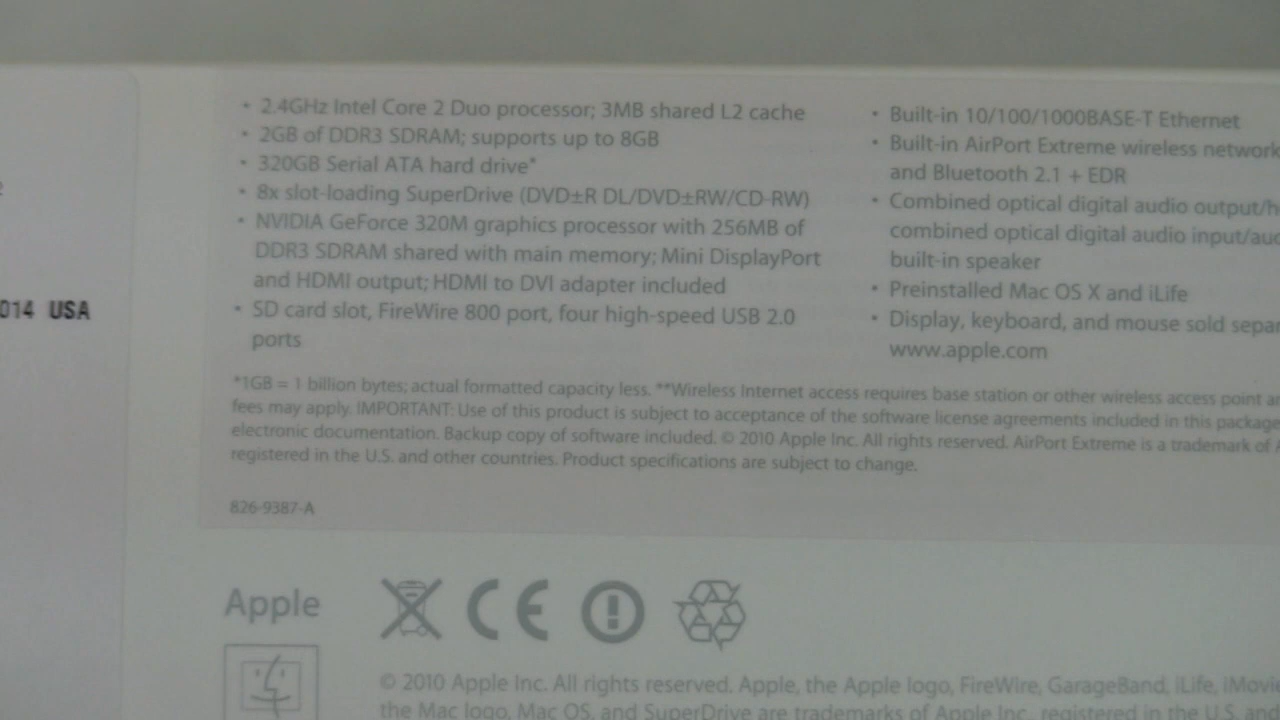 014 USA
• 2.4GHz Intel Core 2 Duo processor; 3MB shared L2 cache
• 2GB of DDR3 SDRAM; supports up to 8GB
• 320GB Serial ATA hard drive*
• 8x slot-loading SuperDrive (DVD±R DL/DVD±RW/CD-RW)
• NVIDIA GeForce 320M graphics processor with 256MB of
DDR3 SDRAM shared with main memory; Mini DisplayPort
and HDMI output; HDMI to DVI adapter included
• SD card slot, FireWire 800 port, four high-speed USB 2.0
ports
• Built-in 10/100/1000BASE-T Ethernet
• Built-in AirPort Extreme wireless network
and Bluetooth 2.1 + EDR
• Combined optical digital audio output/h
combined optical digital audio input/aud
built-in speaker
• Preinstalled Mac OS X and iLife
• Display, keyboard, and mouse sold separ
www.apple.com
*1GB = 1 billion bytes; actual formatted capacity less. **Wireless Internet access requires base station or other wireless access point an
fees may apply. IMPORTANT: Use of this product is subject to acceptance of the software license agreements included in this package
electronic documentation. Backup copy of software included. © 2010 Apple Inc. All rights reserved. AirPort Extreme is a trademark of
registered in the U.S. and other countries. Product specifications are subject to change.
826-9387-A
Apple
CE
© 2010 Apple Inc. All rights reserved. Apple, the Apple logo, FireWire, GarageBand, iLife, iMovie
the Mac logo, Mac OS, and SuperDrive are trademarks of Apple Inc., registered in the U.S. and